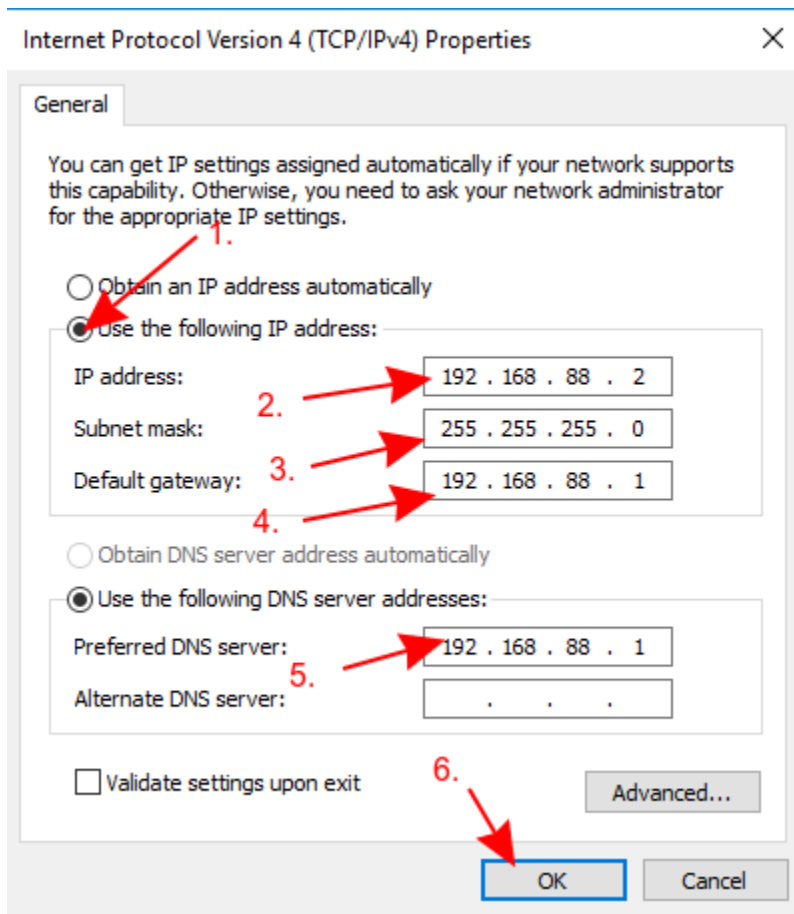 Internet Protocol Version 4 (TCP/IPv4) Properties
General
You can get IP settings assigned automatically if your network supports
this capability. Otherwise, you need to ask your network administrator
for the appropriate IP settings.
1.
Obtain an IP address automatically
Use the following IP address:
IP address: 192 . 168 . 88 . 2
2.
Subnet mask: 255 . 255 . 255 . 0
3.
Default gateway: 192 . 168 . 88 . 1
4.
Obtain DNS server address automatically
Use the following DNS server addresses:
Preferred DNS server: 192 . 168 . 88 . 1
5.
Alternate DNS server: . . .
Validate settings upon exit
6.
Advanced...
OK Cancel